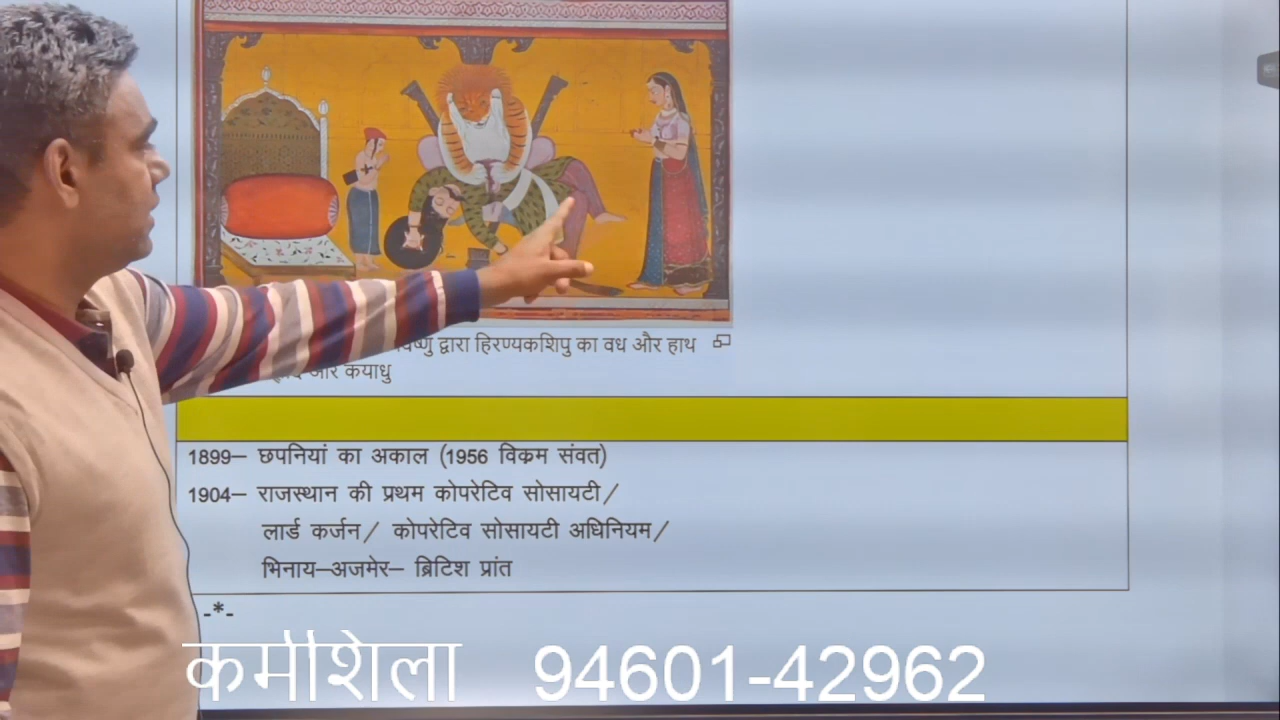 द्वारा हिरण्यकशिपु का वध और हाथ
और कयाधु
1899– छपनियां का अकाल (1956 विक्रम संवत)
1904– राजस्थान की प्रथम कोपरेटिव सोसायटी/
लार्ड कर्जन/ कोपरेटिव सोसायटी अधिनियम/
भिनाय–अजमेर– ब्रिटिश प्रांत
-*-
कर्मशिला 94601-42962